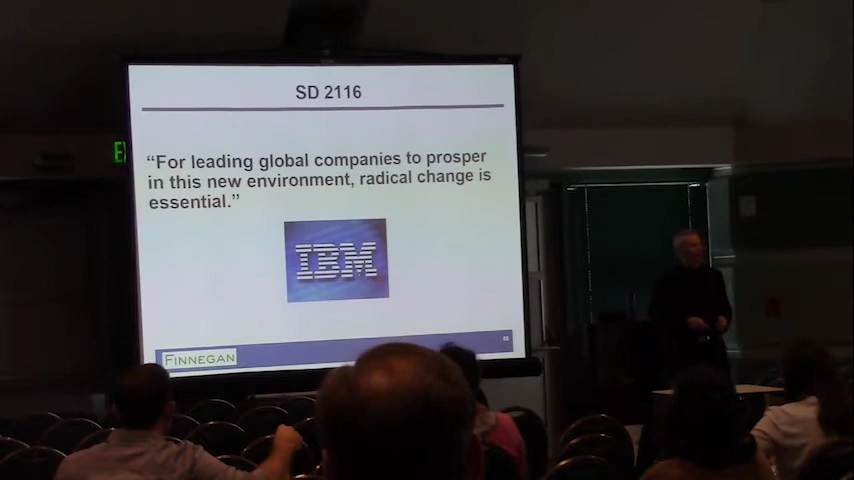 SD 2116
“For leading global companies to prosper
in this new environment, radical change is
essential.”
IBM
FINNEGAN